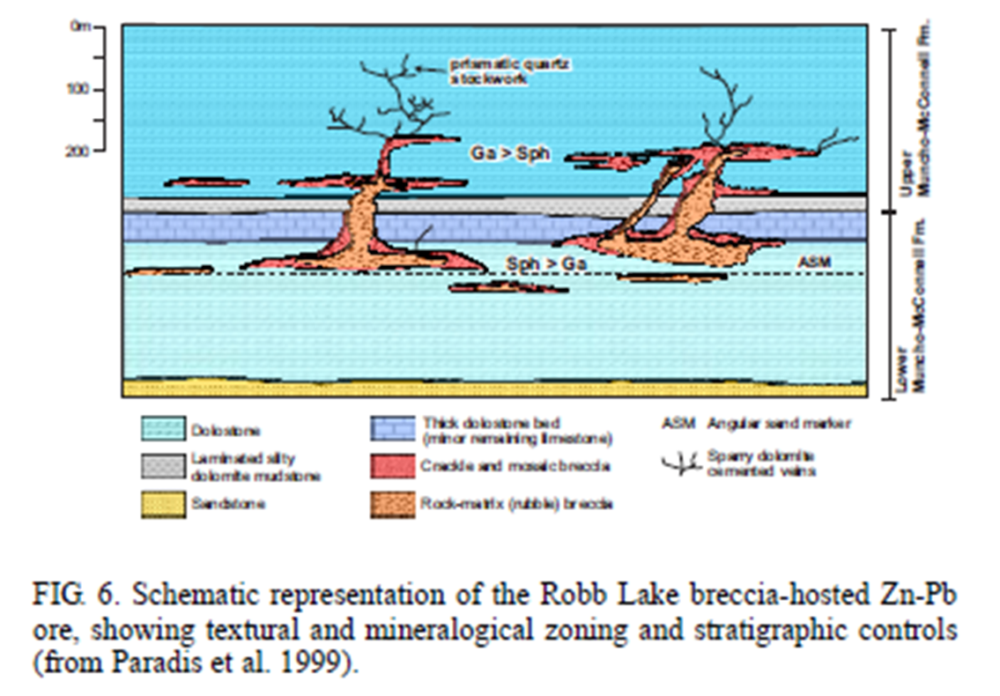 0m
100
200
prismatic quartz
stockwork
Ga > Sph
Sph > Ga
ASM
Upper
Muncho-McConnell Fm.
Lower
Muncho-McConnell Fm.
Dolostone
Laminated silty
dolomite mudstone
Sandstone
Thick dolostone bed
(minor remaining limestone)
Crackle and mosaic breccia
Rock-matrix (rubble) breccia
ASM Angular sand marker
Sparry dolomite
cemented veins
FIG. 6. Schematic representation of the Robb Lake breccia-hosted Zn-Pb
ore, showing textural and mineralogical zoning and stratigraphic controls
(from Paradis et al. 1999).